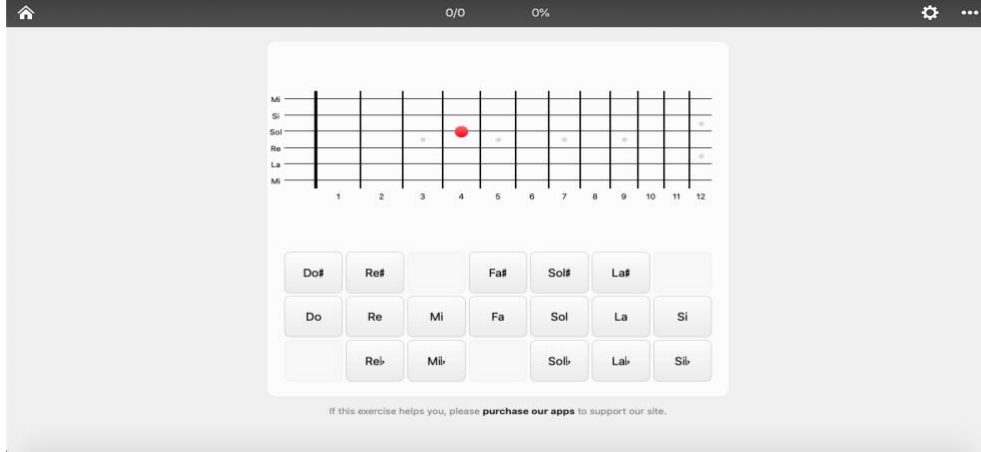 0/0 0%
Mi
Si
Sol
Re
La
Mi
1 2 3 4 5 6 7 8 9 10 11 12
Do♯ Re♯ Fa♯ Sol♯ La♯
Do Re Mi Fa Sol La Si
Re♭ Mi♭ Sol♭ La♭ Si♭
If this exercise helps you, please purchase our apps to support our site.